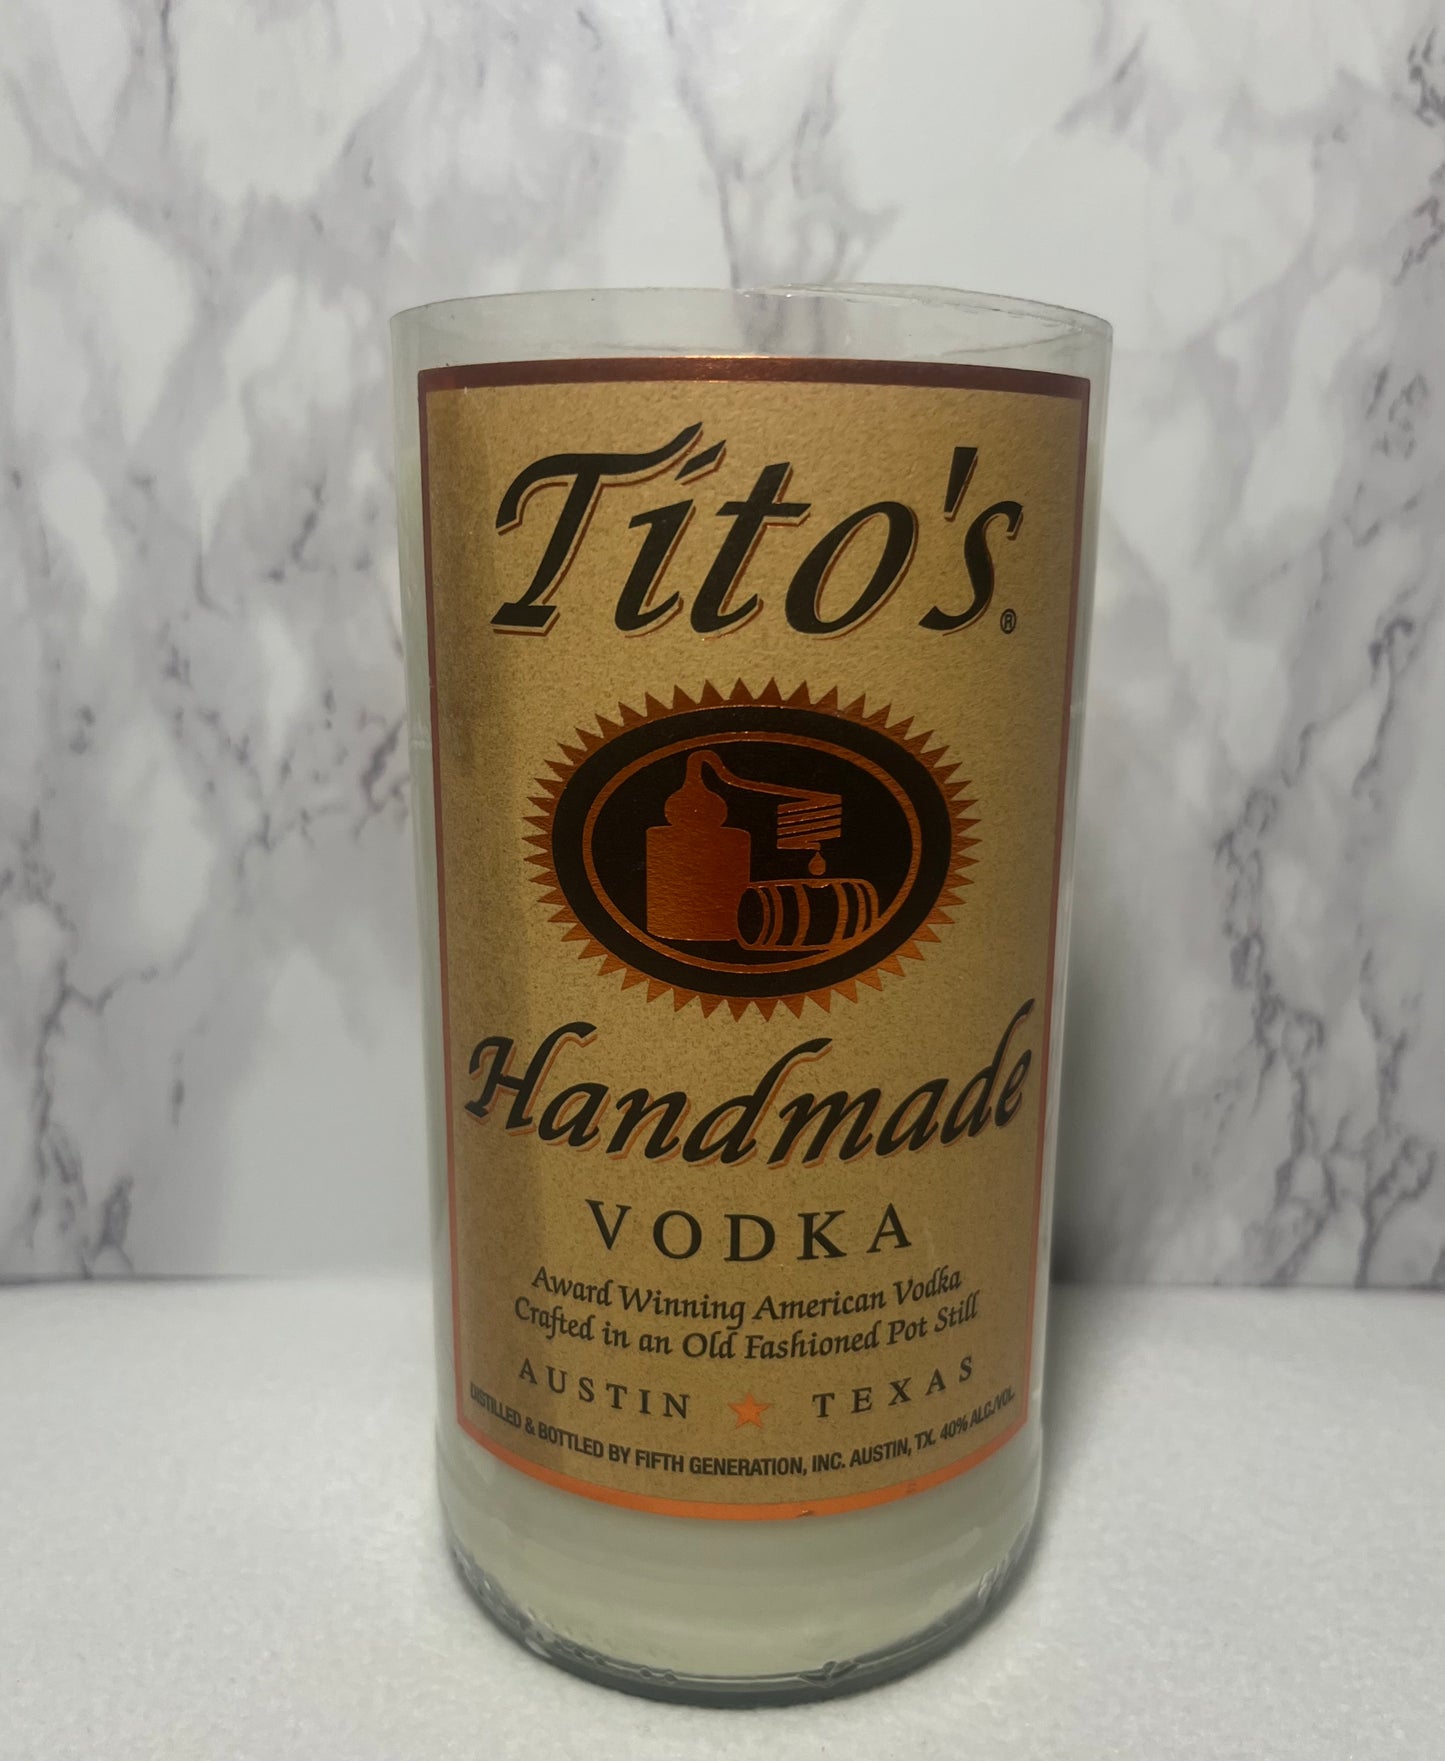 Tito's®
Handmade
VODKA
Award Winning American Vodka
Crafted in an Old Fashioned Pot Still
AUSTIN ★ TEXAS
DISTILLED & BOTTLED BY FIFTH GENERATION, INC. AUSTIN, TX. 40% ALC./VOL.